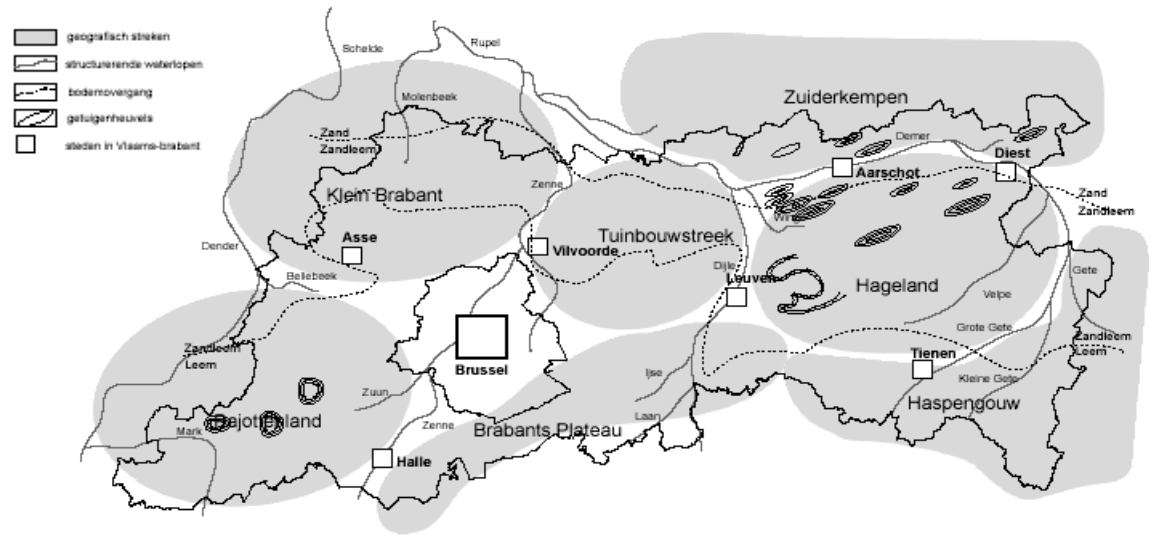 geografisch streken
structurerende waterlopen
bodemovergang
getuigenheuvels
steden in Vlaams-brabant
Schelde
Rupel
Molenbeek
Zand
Zandleem
Zuiderkempen
Demer
Diest
Aarschot
Zenne
Klein Brabant
Zand
Zandleem
Asse
Vilvoorde
Tuinbouwstreek
Dender
Bellebeek
Dijle
Leuven
Hageland
Gete
Velpe
Grote Gete
Zandleem
Leem
Zandleem
Leem
Brussel
Tienen
Kleine Gete
Zuun
Ijse
Laan
Haspengouw
Pajottenland
Mark
Zenne
Brabants Plateau
Halle